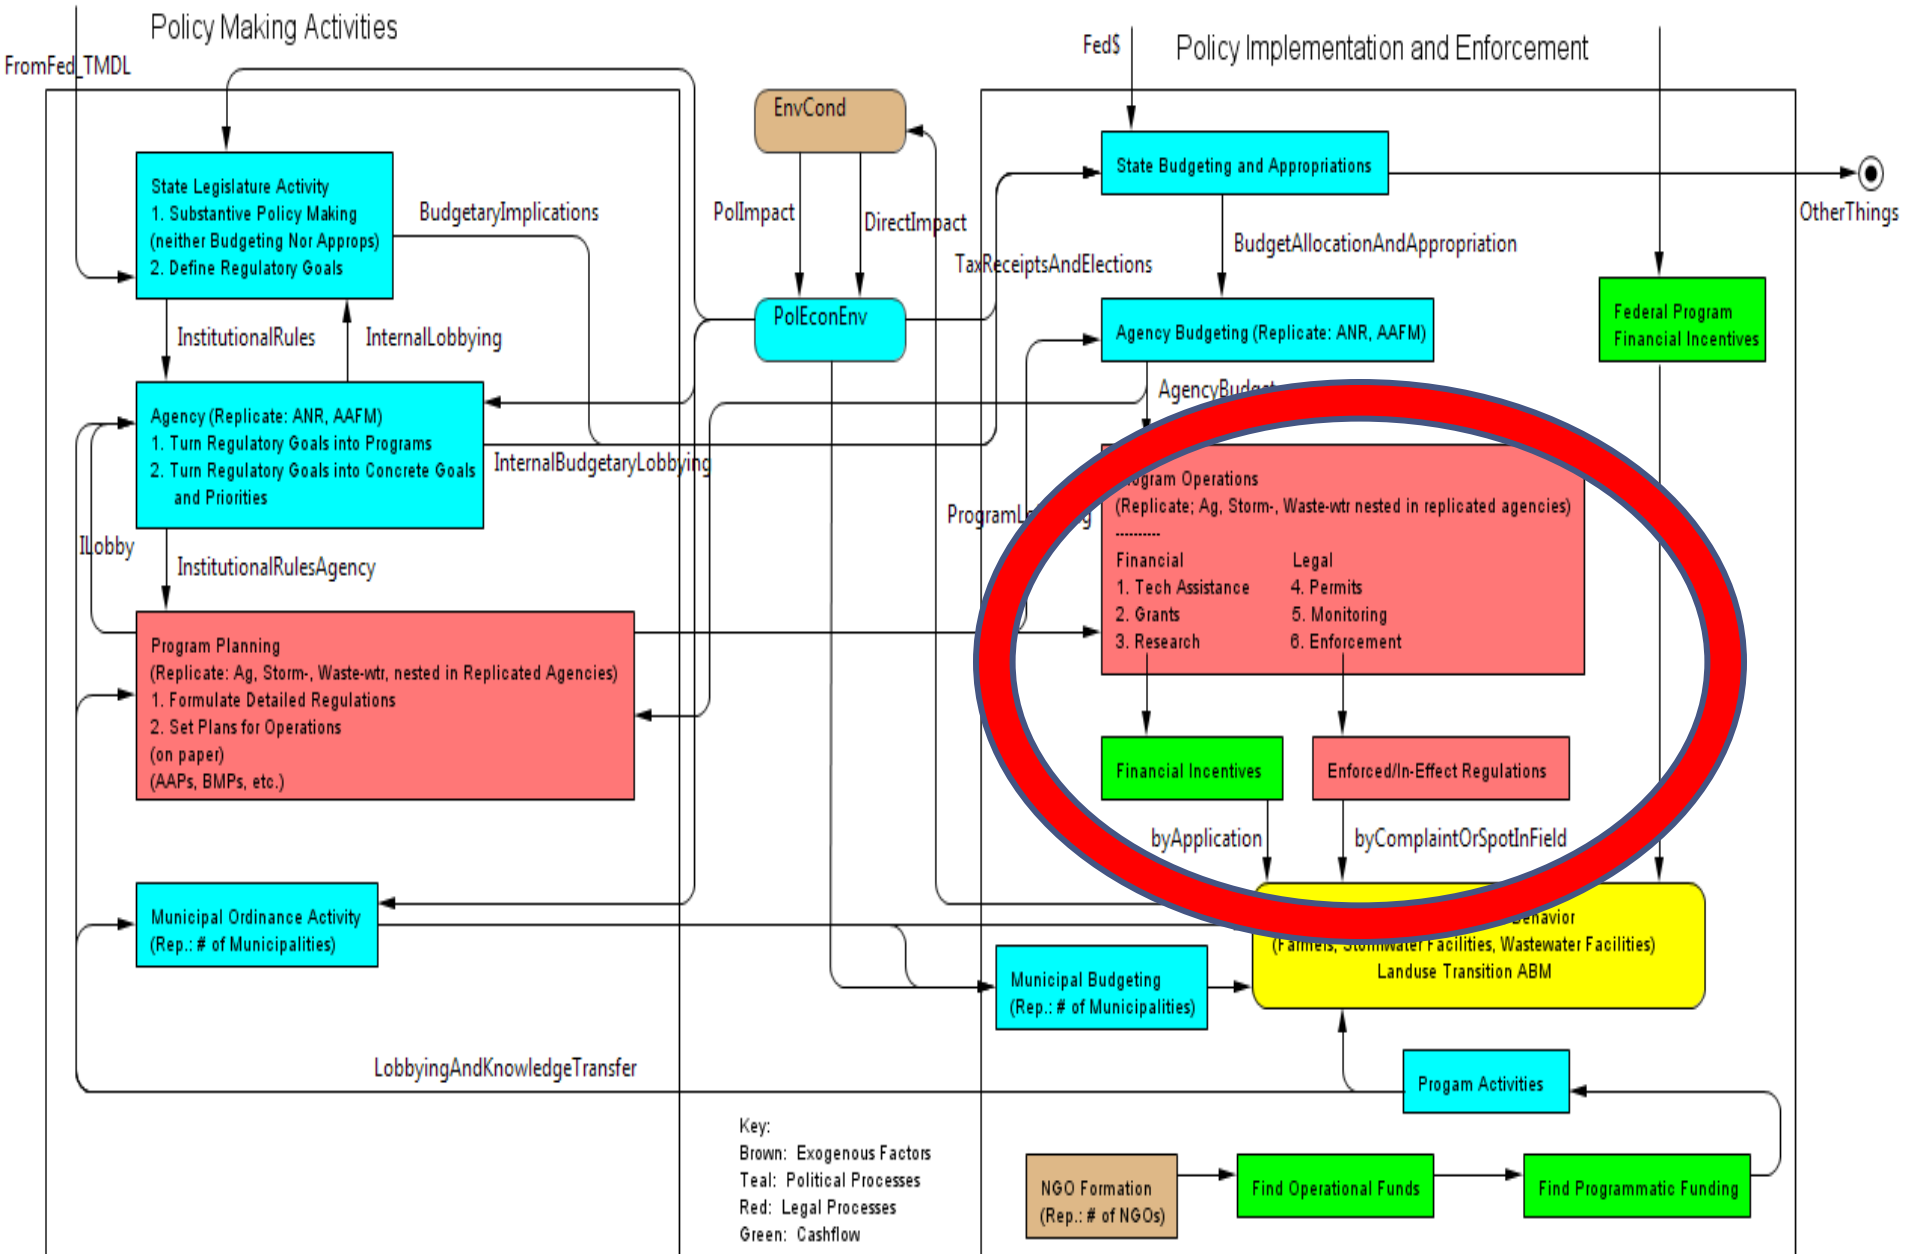 Policy Making Activities
Policy Implementation and Enforcement
FromFed_TMDL
Fed$
EnvCond
State Budgeting and Appropriations
OtherThings
State Legislature Activity
1. Substantive Policy Making
(neither Budgeting Nor Approps)
2. Define Regulatory Goals
BudgetaryImplications
PolImpact
DirectImpact
TaxReceiptsAndElections
BudgetAllocationAndAppropriation
PolEconEnv
Agency Budgeting (Replicate: ANR, AAFM)
Federal Program
Financial Incentives
InstitutionalRules
InternalLobbying
Agency (Replicate: ANR, AAFM)
1. Turn Regulatory Goals into Programs
2. Turn Regulatory Goals into Concrete Goals
and Priorities
InternalBudgetaryLobbying
ILobby
InstitutionalRulesAgency
Operations
(Replicate; Ag, Storm-, Waste-wtr nested in replicated agencies)
----------
Financial
1. Tech Assistance
2. Grants
3. Research
Legal
4. Permits
5. Monitoring
6. Enforcement
Program Planning
(Replicate: Ag, Storm-, Waste-wtr, nested in Replicated Agencies)
1. Formulate Detailed Regulations
2. Set Plans for Operations
(on paper)
(AAPs, BMPs, etc.)
Financial Incentives
Enforced/In-Effect Regulations
byApplication
byComplaintOrSpotInField
Municipal Ordinance Activity
(Rep.: # of Municipalities)
Behavior
(Farmers, Stormwater Facilities, Wastewater Facilities)
Landuse Transition ABM
Municipal Budgeting
(Rep.: # of Municipalities)
LobbyingAndKnowledgeTransfer
Progam Activities
Key:
Brown: Exogenous Factors
Teal: Political Processes
Red: Legal Processes
Green: Cashflow
NGO Formation
(Rep.: # of NGOs)
Find Operational Funds
Find Programmatic Funding